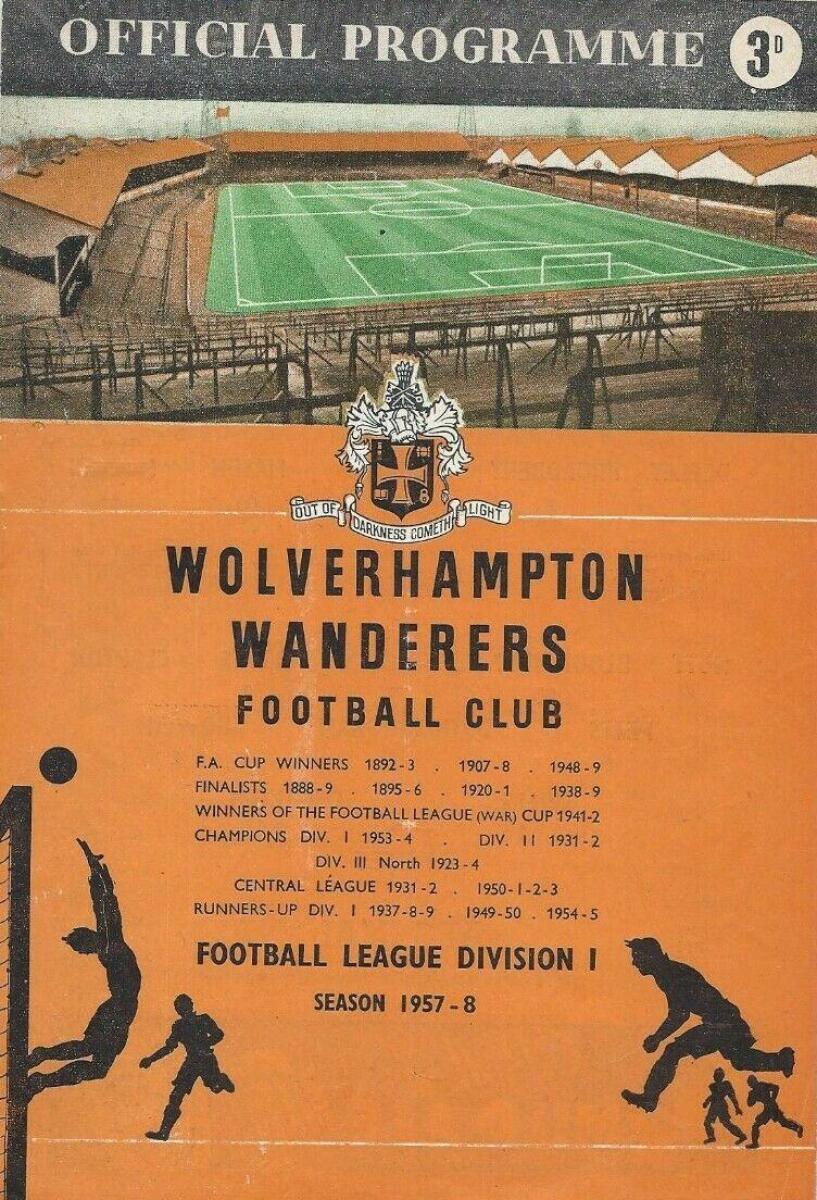 OFFICIAL PROGRAMME 3D
OUT OF DARKNESS COMETH LIGHT
WOLVERHAMPTON
WANDERERS
FOOTBALL CLUB
F.A. CUP WINNERS 1892-3 . 1907-8 . 1948-9
FINALISTS 1888-9 . 1895-6 . 1920-1 . 1938-9
WINNERS OF THE FOOTBALL LEAGUE (WAR) CUP 1941-2
CHAMPIONS DIV. I 1953-4 . DIV. II 1931-2
DIV. III North 1923-4
CENTRAL LEAGUE 1931-2 . 1950-1-2-3
RUNNERS-UP DIV. I 1937-8-9 . 1949-50 . 1954-5
FOOTBALL LEAGUE DIVISION I
SEASON 1957-8